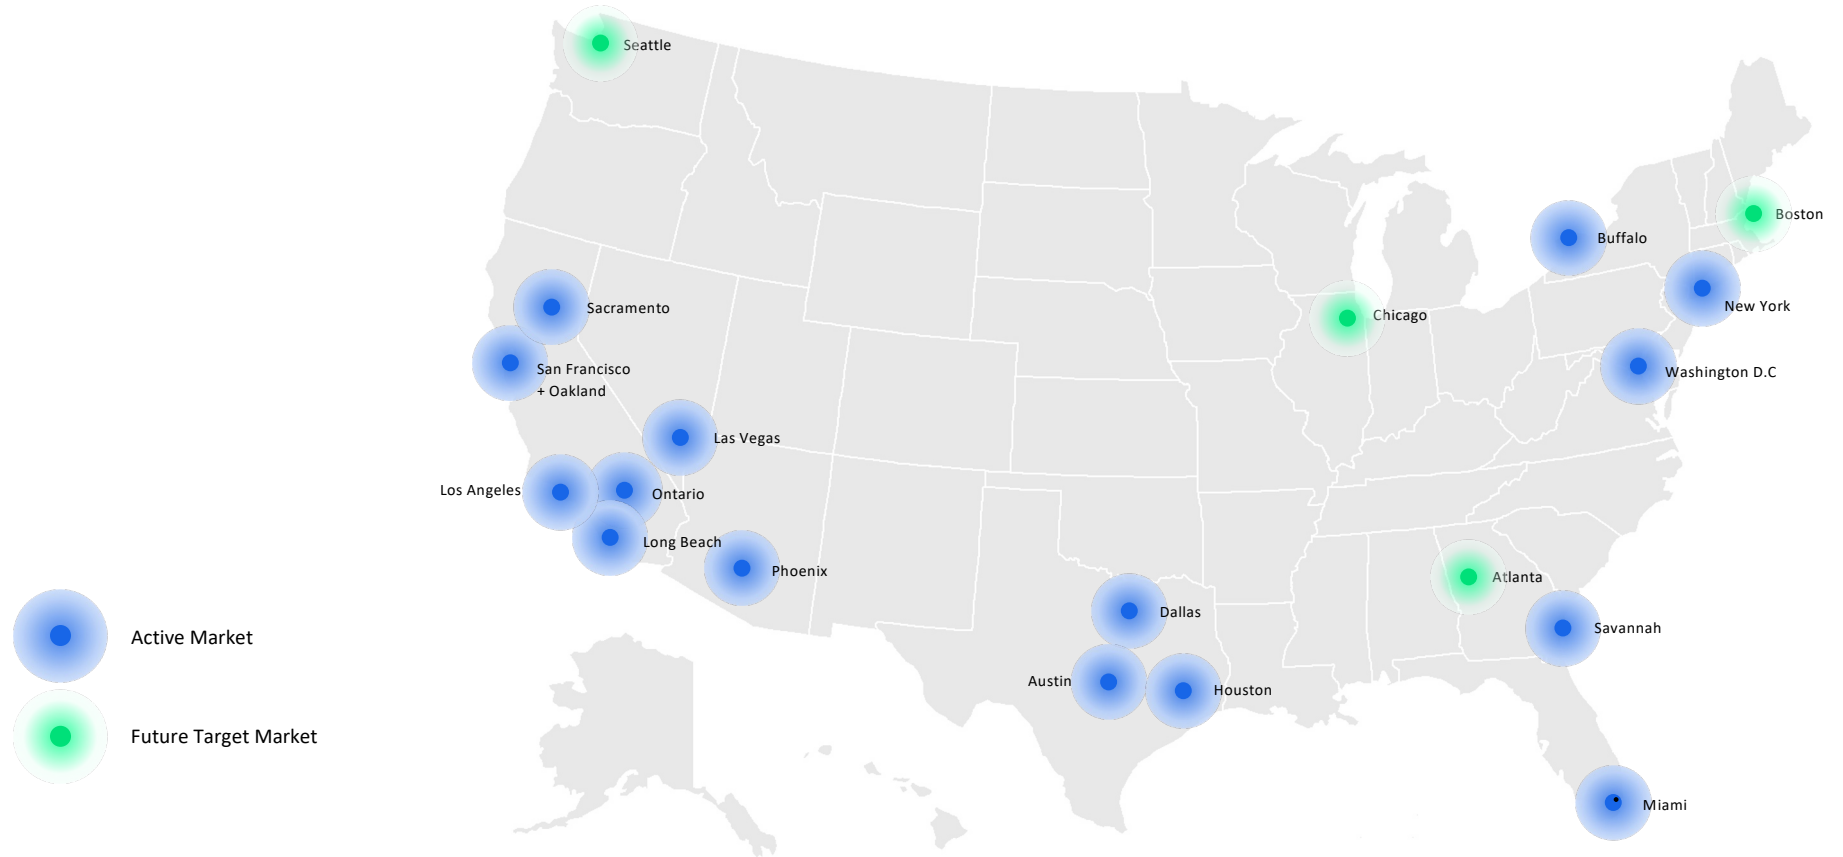 Seattle
Boston
Buffalo
New York
Sacramento
Chicago
San Francisco
+ Oakland
Washington D.C
Las Vegas
Los Angeles
Ontario
Long Beach
Phoenix
Atlanta
Dallas
Savannah
Austin
Houston
Miami
Active Market
Future Target Market